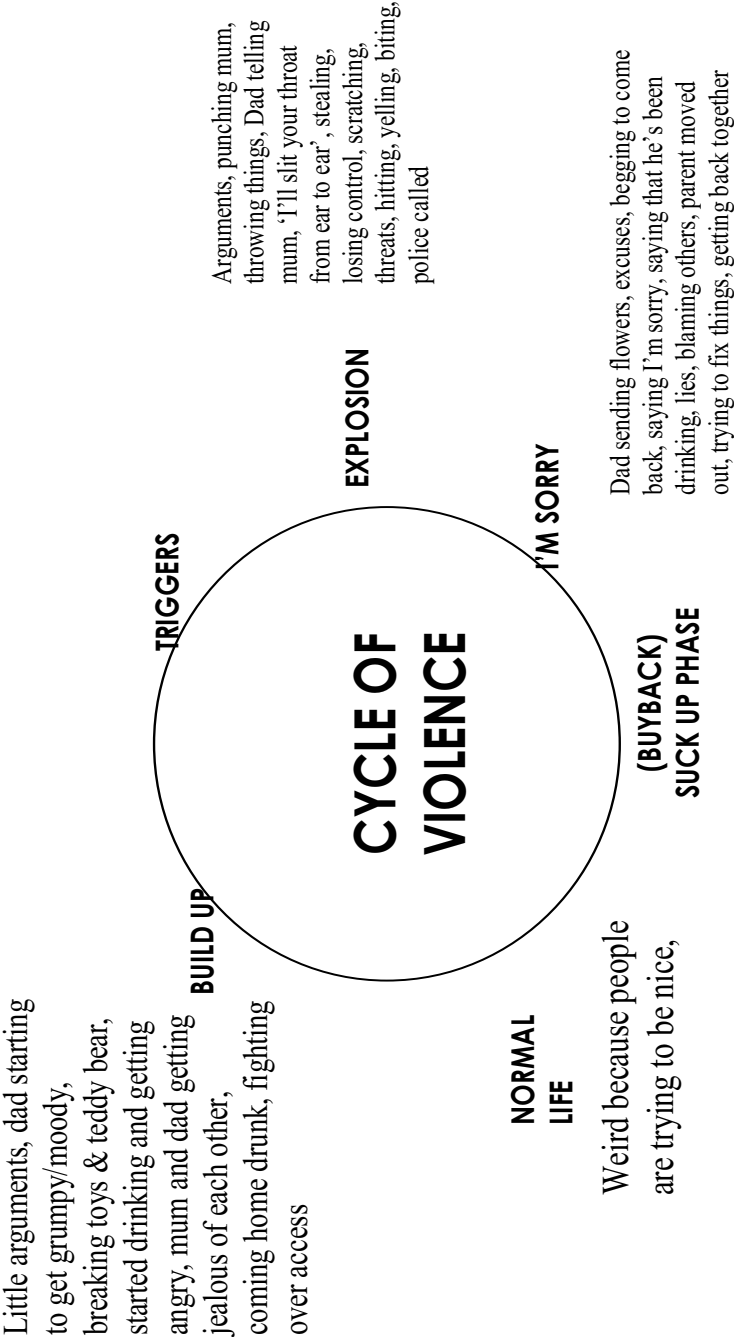 Little arguments, dad starting
to get grumpy/moody,
breaking toys & teddy bear,
started drinking and getting
angry, mum and dad getting
jealous of each other,
coming home drunk, fighting
over access
BUILD UP
TRIGGERS
Arguments, punching mum,
throwing things, Dad telling
mum, ‘I’ll slit your throat
from ear to ear’, stealing,
losing control, scratching,
threats, hitting, yelling, biting,
police called
EXPLOSION
CYCLE OF
VIOLENCE
I’M SORRY
Dad sending flowers, excuses, begging to come
back, saying I’m sorry, saying that he’s been
drinking, lies, blaming others, parent moved
out, trying to fix things, getting back together
(BUYBACK)
SUCK UP PHASE
NORMAL
LIFE
Weird because people
are trying to be nice,